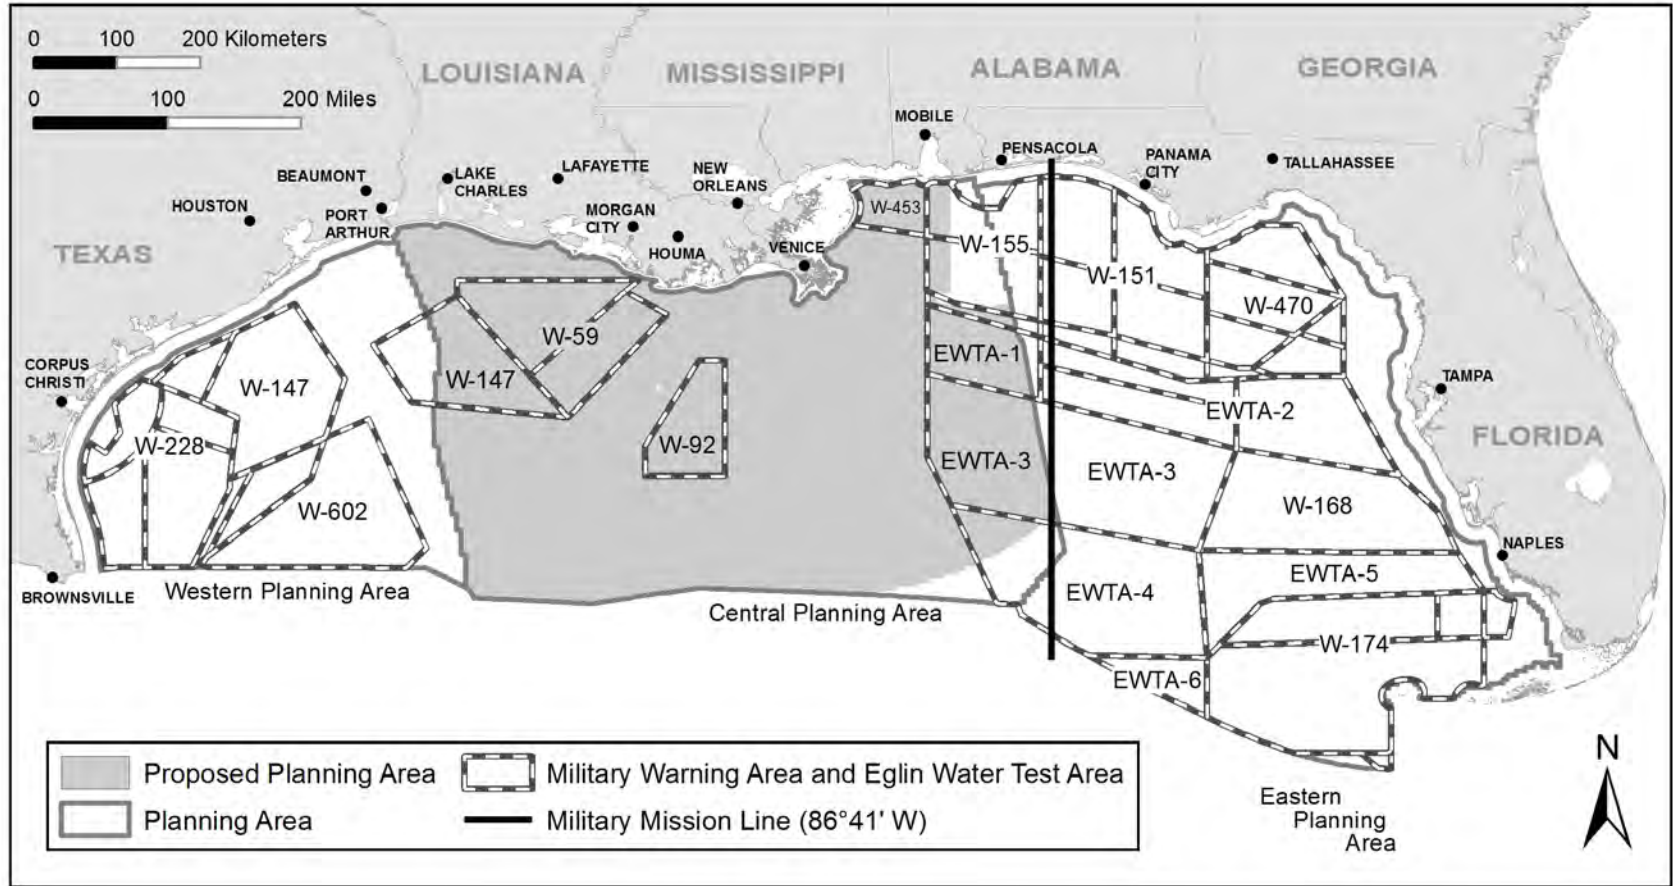 0 100 200 Kilometers
0 100 200 Miles
LOUISIANA
MISSISSIPPI
ALABAMA
GEORGIA
TEXAS
FLORIDA
MOBILE
PENSACOLA
PANAMA
CITY
TALLAHASSEE
BEAUMONT
LAKE
CHARLES
LAFAYETTE
NEW
ORLEANS
HOUSTON
PORT
ARTHUR
MORGAN
CITY
HOUMA
VENICE
CORPUS
CHRISTI
TAMPA
NAPLES
BROWNSVILLE
W-453
W-155
W-151
W-470
W-59
W-147
W-147
EWTA-1
EWTA-2
W-228
W-92
EWTA-3
EWTA-3
W-168
W-602
EWTA-5
EWTA-4
W-174
EWTA-6
Western Planning Area
Central Planning Area
Eastern
Planning
Area
N
Proposed Planning Area
Planning Area
Military Warning Area and Eglin Water Test Area
Military Mission Line (86°41' W)